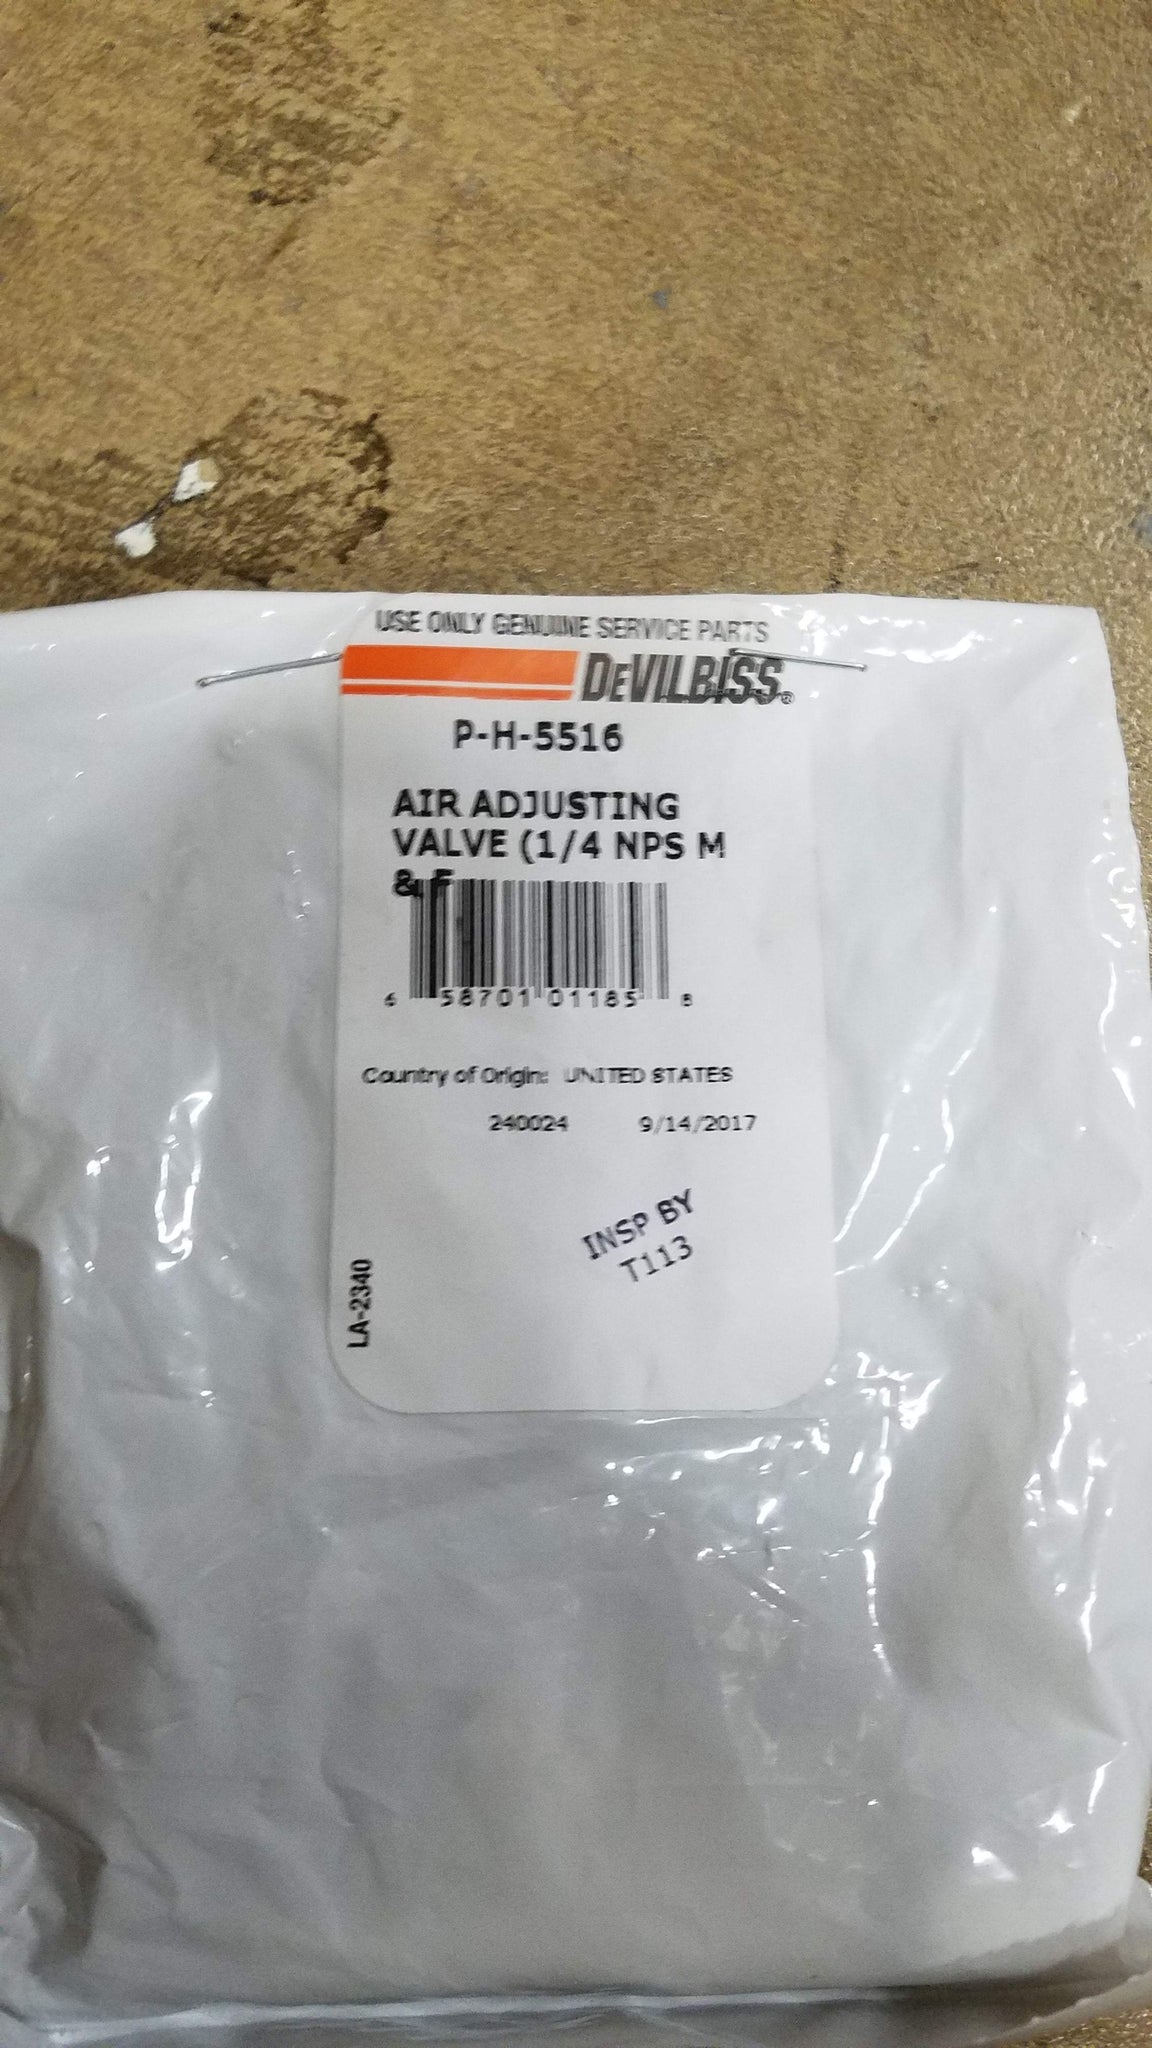 USE ONLY GENUINE SERVICE PARTS
DEVILBISS®
P-H-5516
AIR ADJUSTING
VALVE (1/4 NPS M
& F
6 58701 01185 8
Country of Origin: UNITED STATES
240024 9/14/2017
INSP BY
T113
LA-2340